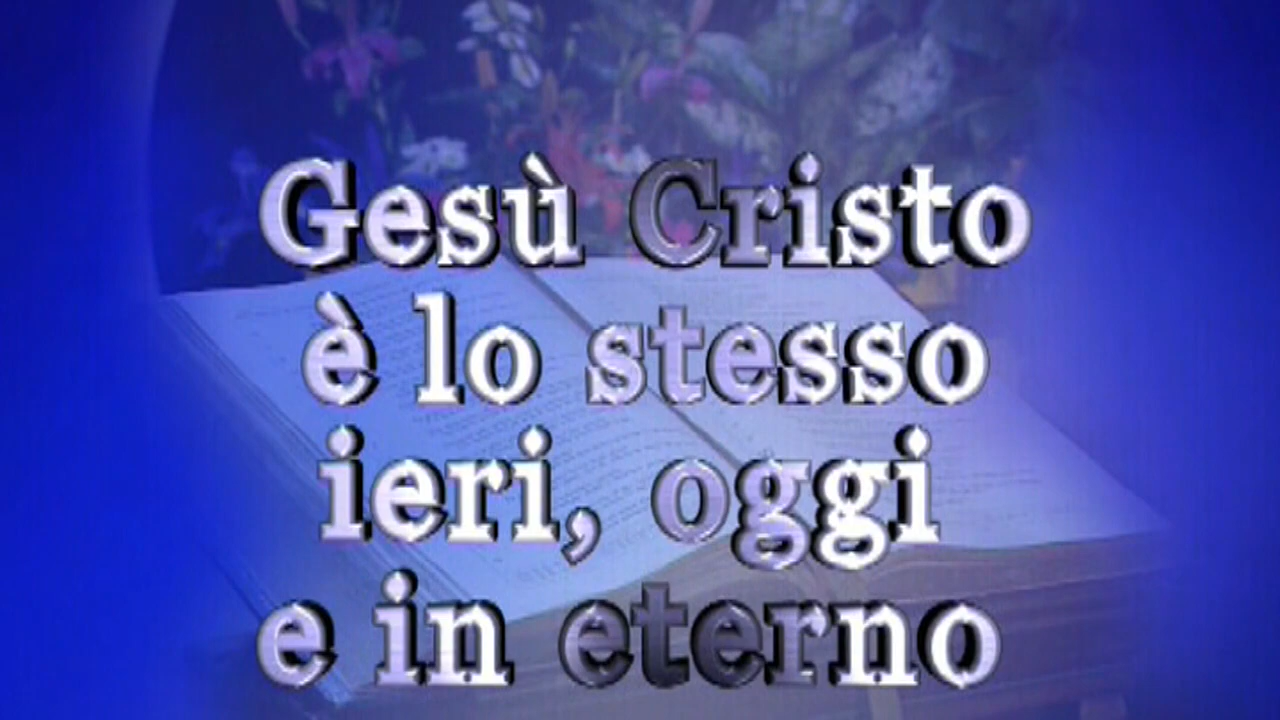 Gesù Cristo
è lo stesso
ieri, oggi
e in eterno